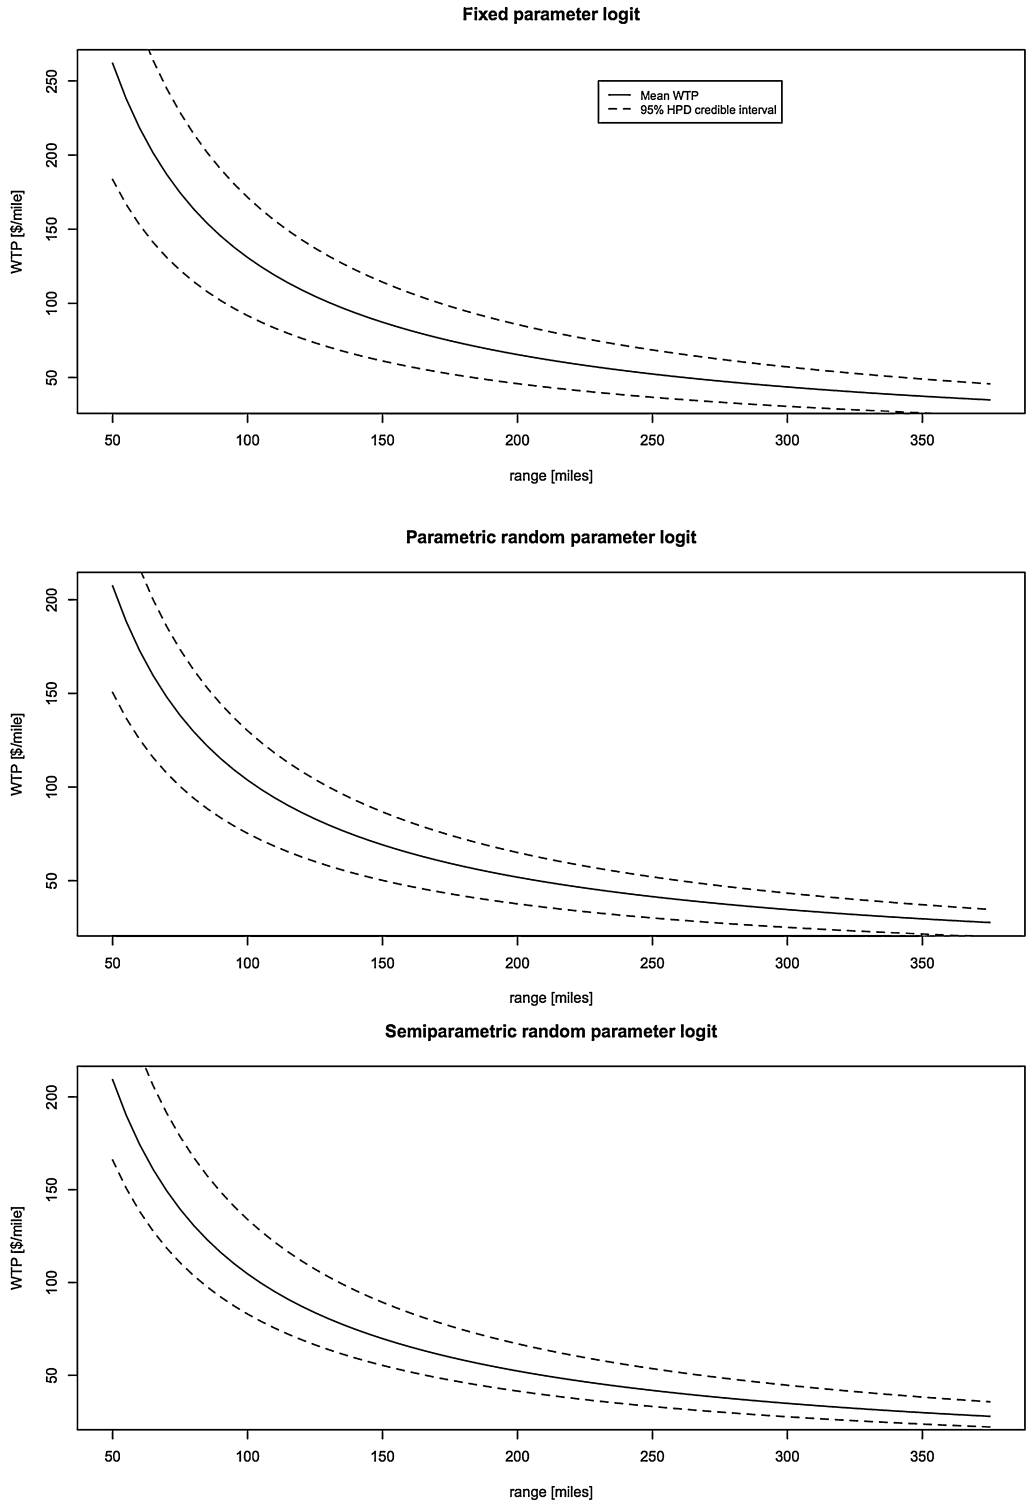 Fixed parameter logit
250
200
150
100
50
WTP [$/mile]
Mean WTP
95% HPD credible interval
50 100 150 200 250 300 350
range [miles]
Parametric random parameter logit
200
150
100
50
WTP [$/mile]
50 100 150 200 250 300 350
range [miles]
Semiparametric random parameter logit
200
150
100
50
WTP [$/mile]
50 100 150 200 250 300 350
range [miles]